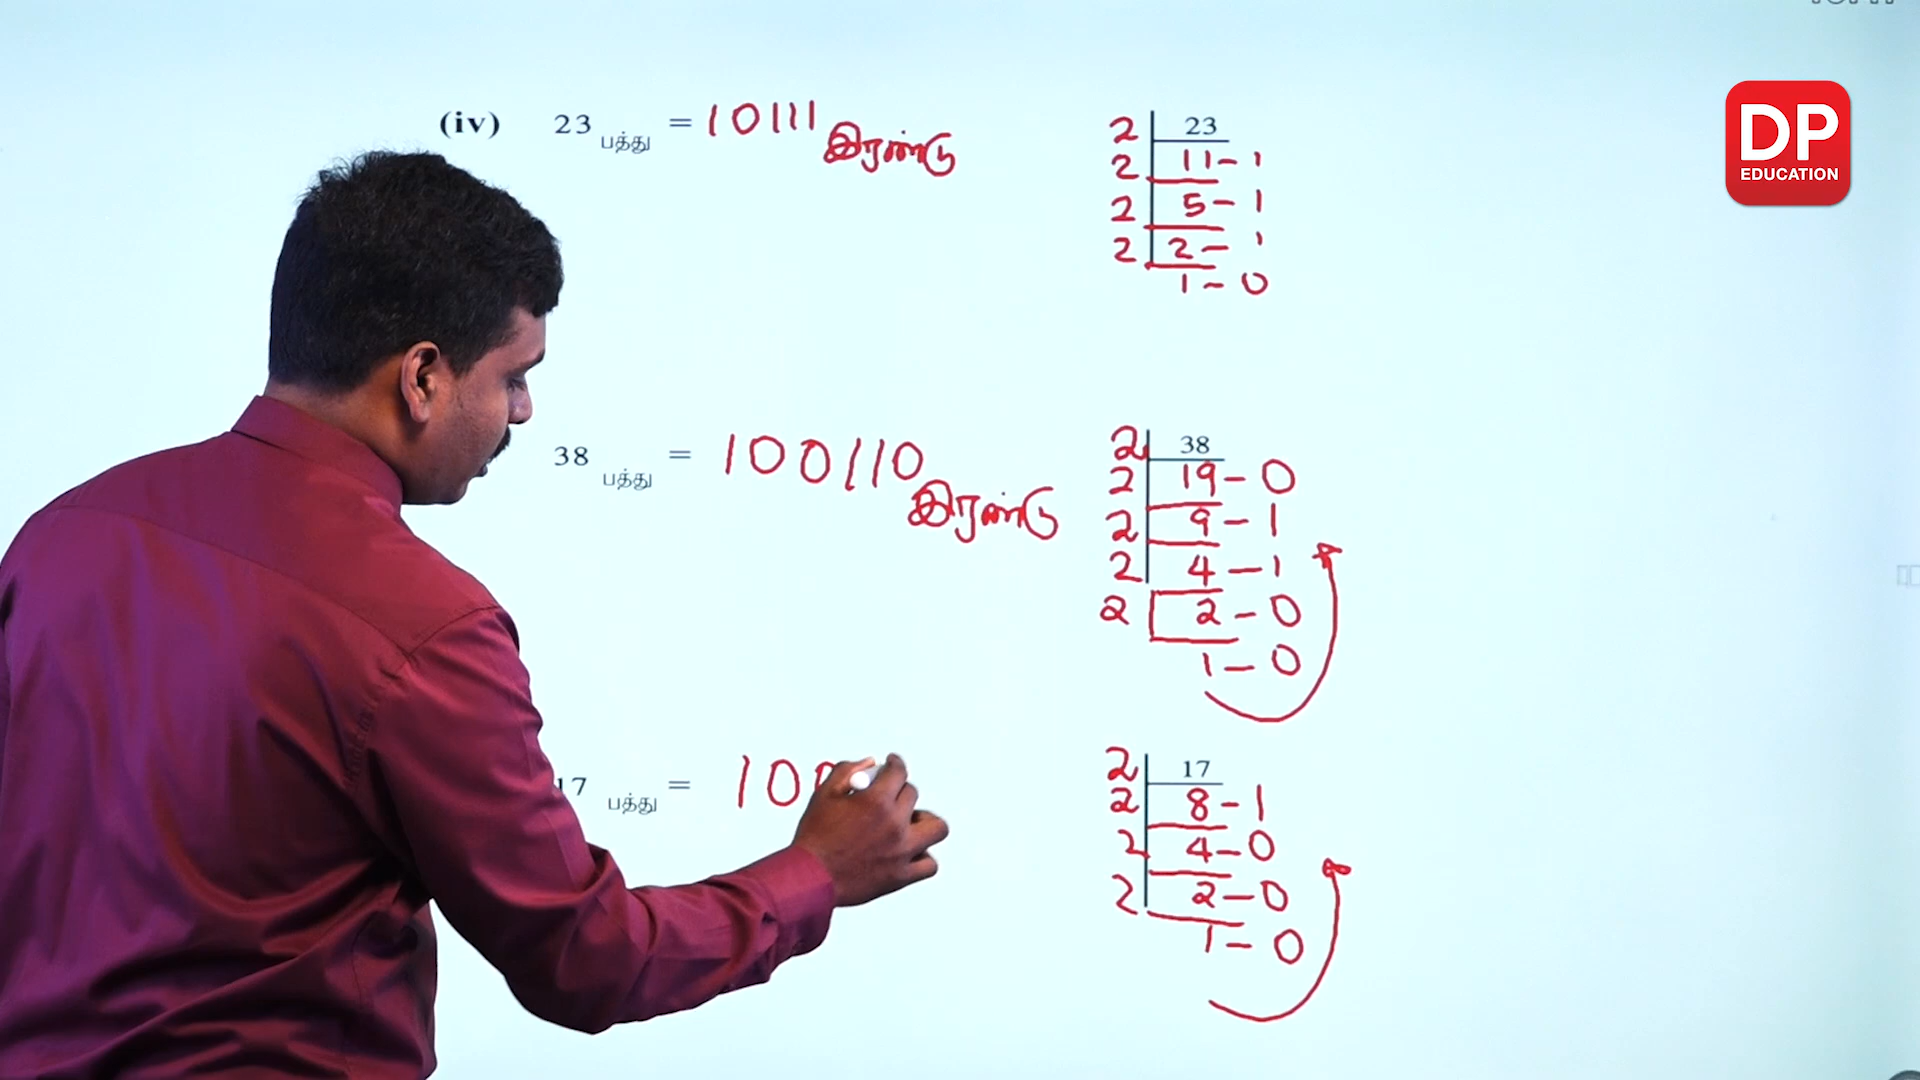 DP
EDUCATION
(iv) 23 பத்து = 10111 இரண்டு
2 | 23
2 | 11 - 1
2 | 5 - 1
2 | 2 - 1
1 - 0
38 பத்து = 100110 இரண்டு
2 | 38
2 | 19 - 0
2 | 9 - 1
2 | 4 - 1
2 | 2 - 0
1 - 0
17 பத்து = 100
2 | 17
2 | 8 - 1
2 | 4 - 0
2 | 2 - 0
1 - 0